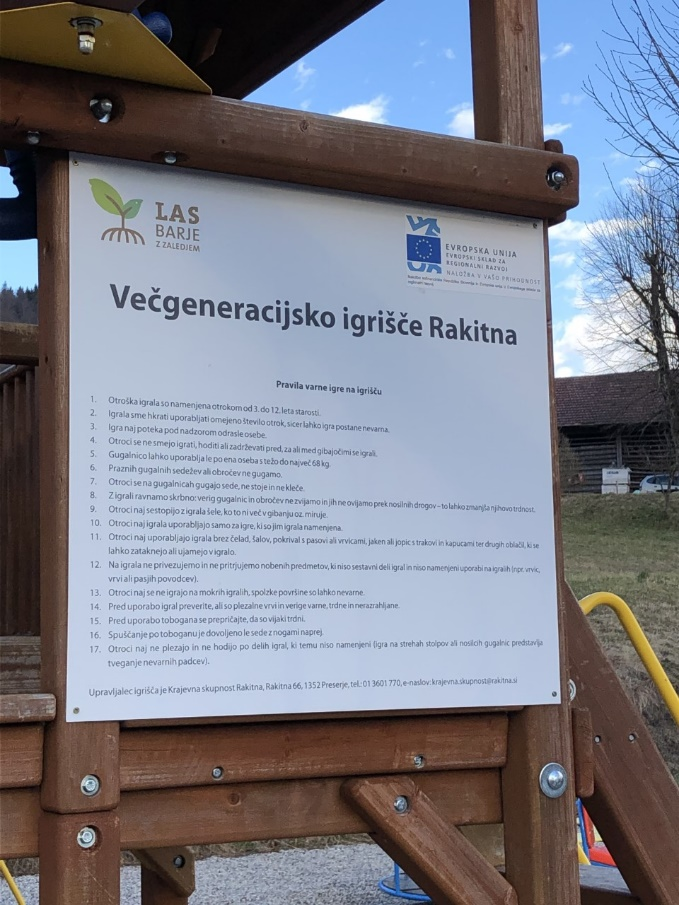 LAS
BARJE
Z ZALEDJEM
EVROPSKA UNIJA
EVROPSKI SKLAD ZA
REGIONALNI RAZVOJ
NALOŽBA V VAŠO PRIHODNOST
Večgeneracijsko igrišče Rakitna
Pravila varne igre na igrišču
1. Otroška igrala so namenjena otrokom od 3. do 12. leta starosti.
2. Igrala sme hkrati uporabljati omejeno število otrok, sicer lahko igra postane nevarna.
3. Igra naj poteka pod nadzorom odrasle osebe.
4. Otroci se ne smejo igrati, hoditi ali zadrževati pred, za ali med gibajočimi se igrali.
5. Gugalnico lahko uporablja le po ena oseba s težo do največ 68 kg.
6. Praznih gugalnih sedežev ali obročev ne gugamo.
7. Otroci se na gugalnicah gugajo sede, ne stoje in ne kleče.
8. Z igrali ravnamo skrbno: verig gugalnic in obročev ne zvijamo in jih ne ovijamo prek nosilnih drogov – to lahko zmanjša njihovo trdnost.
9. Otroci naj sestopijo z igrala šele, ko to ni več v gibanju oz. miruje.
10. Otroci naj igrala uporabljajo samo za igre, ki so jim igrala namenjena.
11. Otroci naj uporabljajo igrala brez čelad, šalov, pokrival s pasovi ali vrvicami, jaken ali jopic s trakovi in kapucami ter drugih oblačil, ki se
lahko zataknejo ali ujamejo v igralo.
12. Na igrala ne privezujemo in ne pritrjujemo nobenih predmetov, ki niso sestavni deli igral in niso namenjeni uporabi na igralih (npr. vrvic,
vrvi ali pasjih povodcev).
13. Otroci naj se ne igrajo na mokrih igralih, spolzke površine so lahko nevarne.
14. Pred uporabo igral preverite, ali so plezalne vrvi in verige varne, trdne in nerazrahljane.
15. Pred uporabo tobogana se prepričajte, da so vijaki trdni.
16. Spuščanje po toboganu je dovoljeno le sede z nogami naprej.
17. Otroci naj ne plezajo in ne hodijo po delih igral, ki temu niso namenjeni (igra na strehah stolpov ali nosilcih gugalnic predstavlja
tveganje nevarnih padcev).
Upravljalec igrišča je Krajevna skupnost Rakitna, Rakitna 66, 1352 Preserje, tel.: 01 3601 770, e-naslov: krajevna.skupnost@rakitna.si